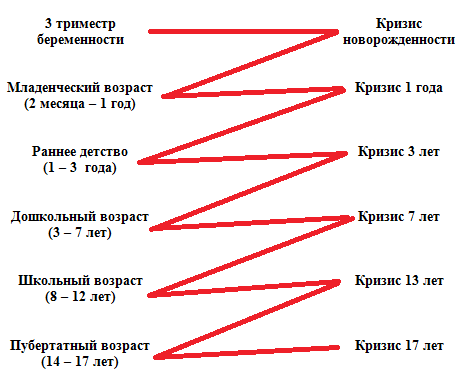 3 триместр
беременности
Кризис
новорожденности
Младенческий возраст
(2 месяца – 1 год)
Кризис 1 года
Раннее детство
(1 – 3 года)
Кризис 3 лет
Дошкольный возраст
(3 – 7 лет)
Кризис 7 лет
Школьный возраст
(8 – 12 лет)
Кризис 13 лет
Пубертатный возраст
(14 – 17 лет)
Кризис 17 лет